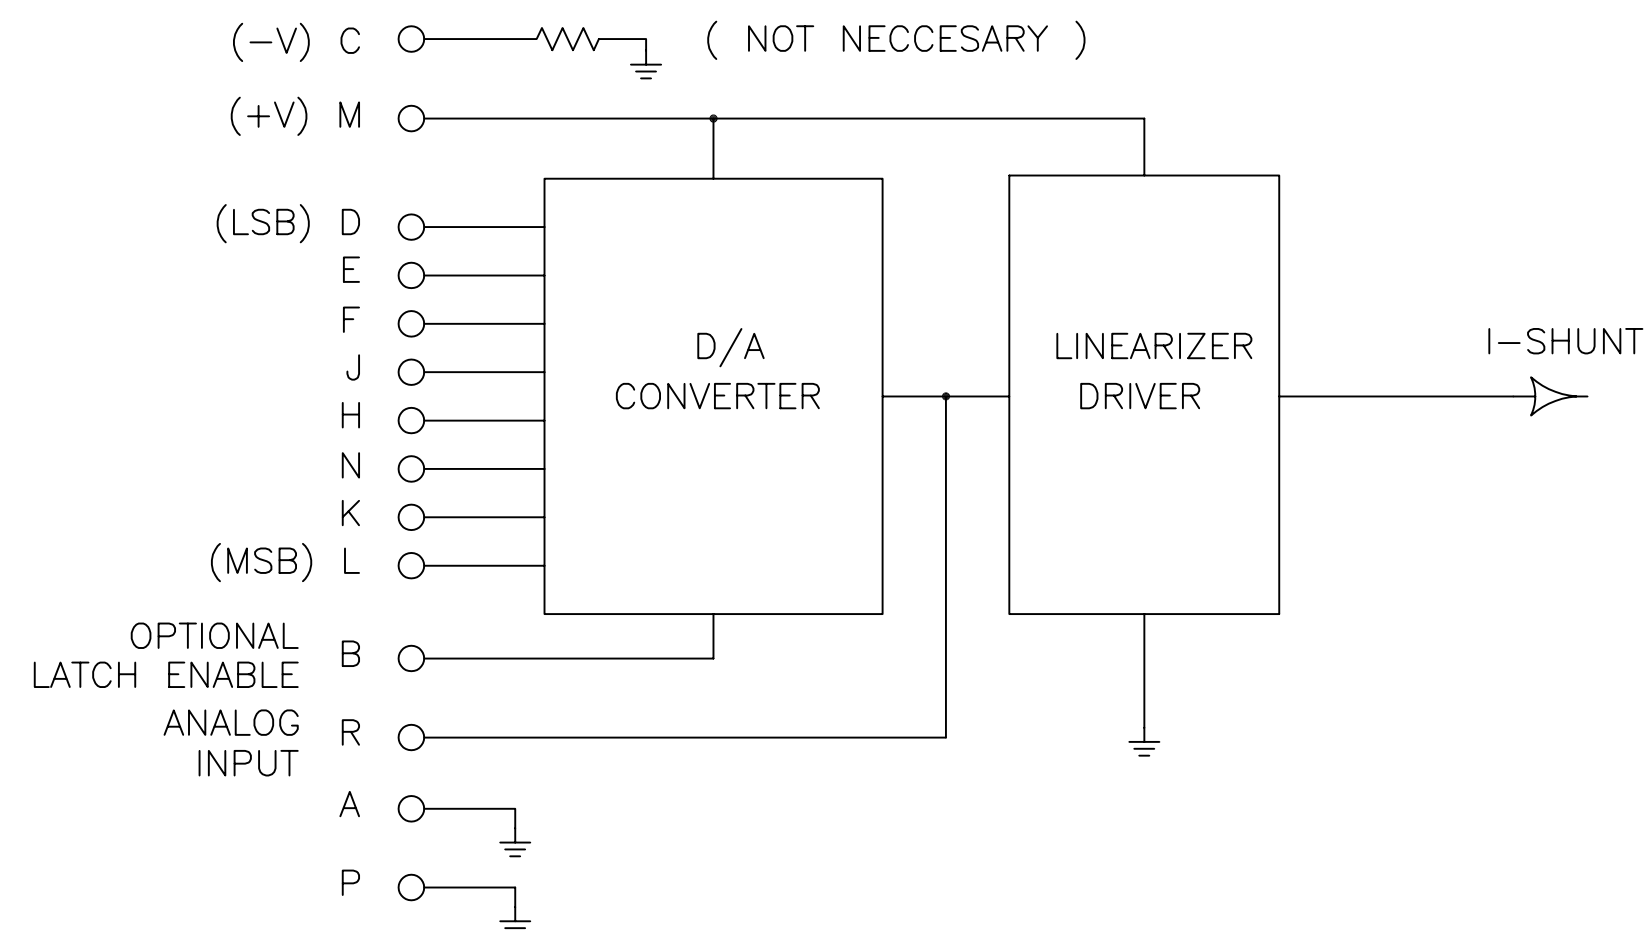 (−V) C ( NOT NECCESARY )
(+V) M
(LSB) D
E
F
J
H
N
K
(MSB) L
D/A
CONVERTER
LINEARIZER
DRIVER
I−SHUNT
OPTIONAL
LATCH ENABLE B
ANALOG
INPUT R
A
P